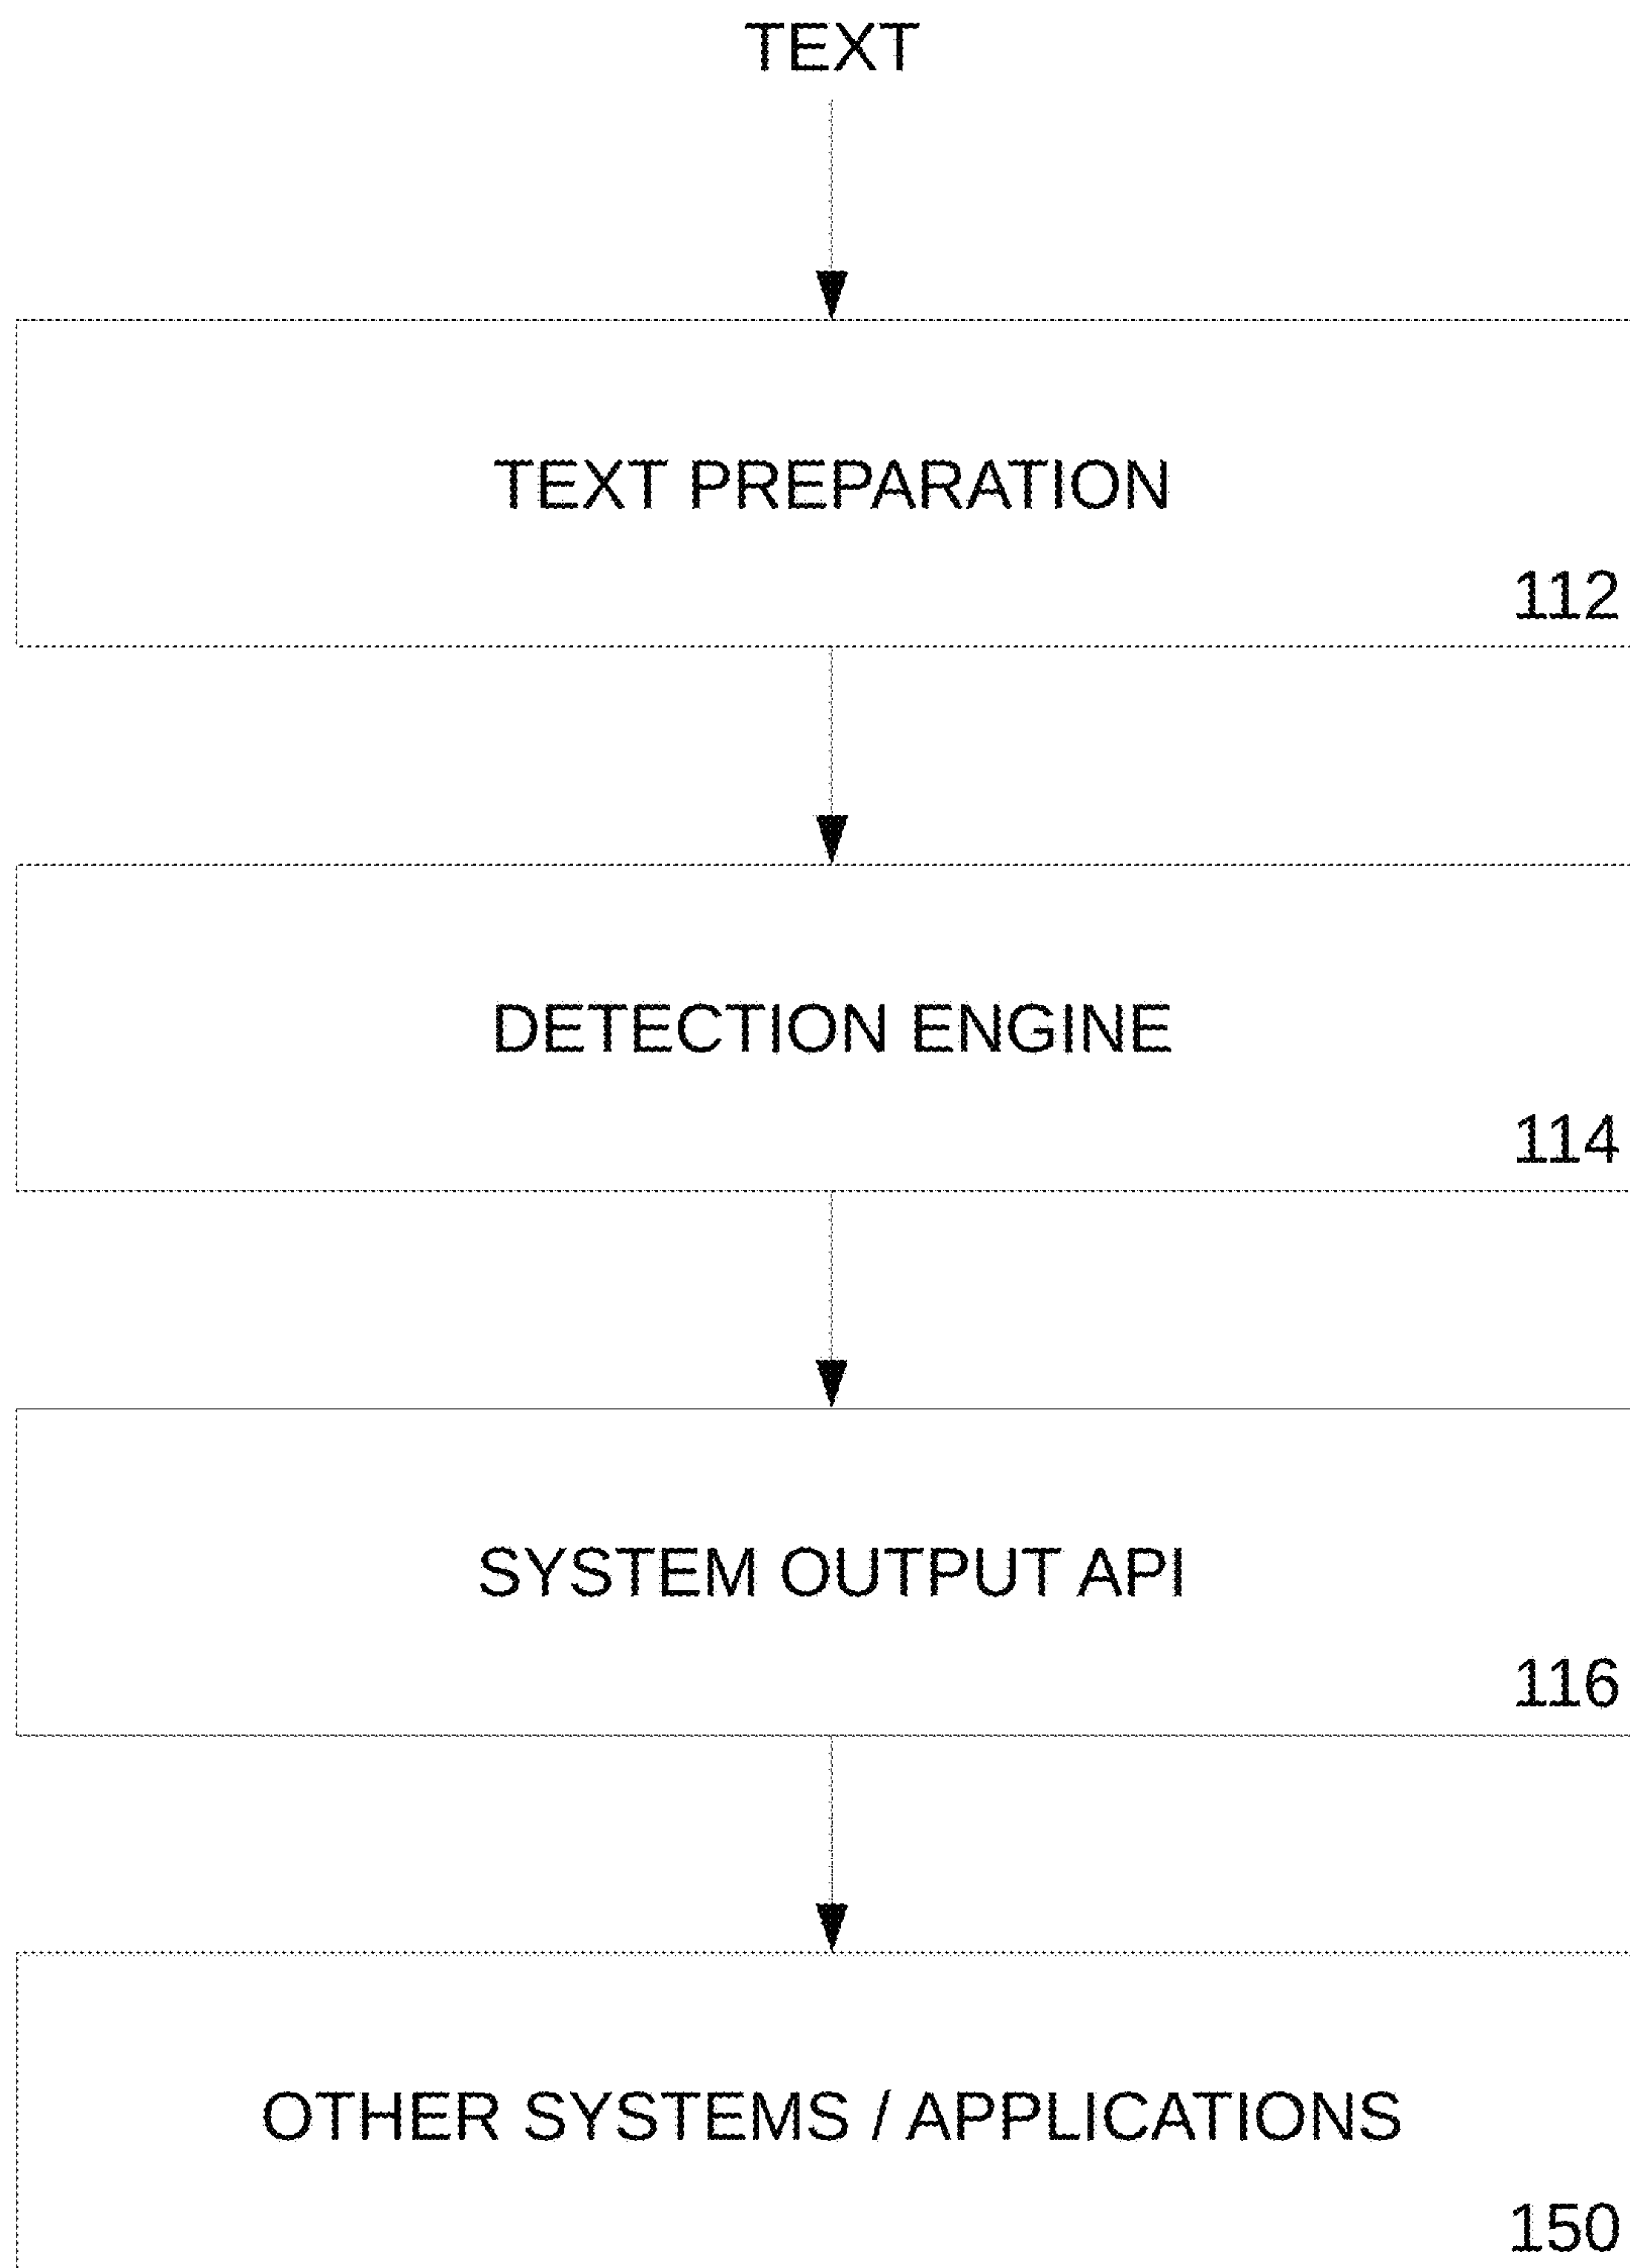 TEXT
TEXT PREPARATION
112
DETECTION ENGINE
114
SYSTEM OUTPUT API
116
OTHER SYSTEMS / APPLICATIONS
150